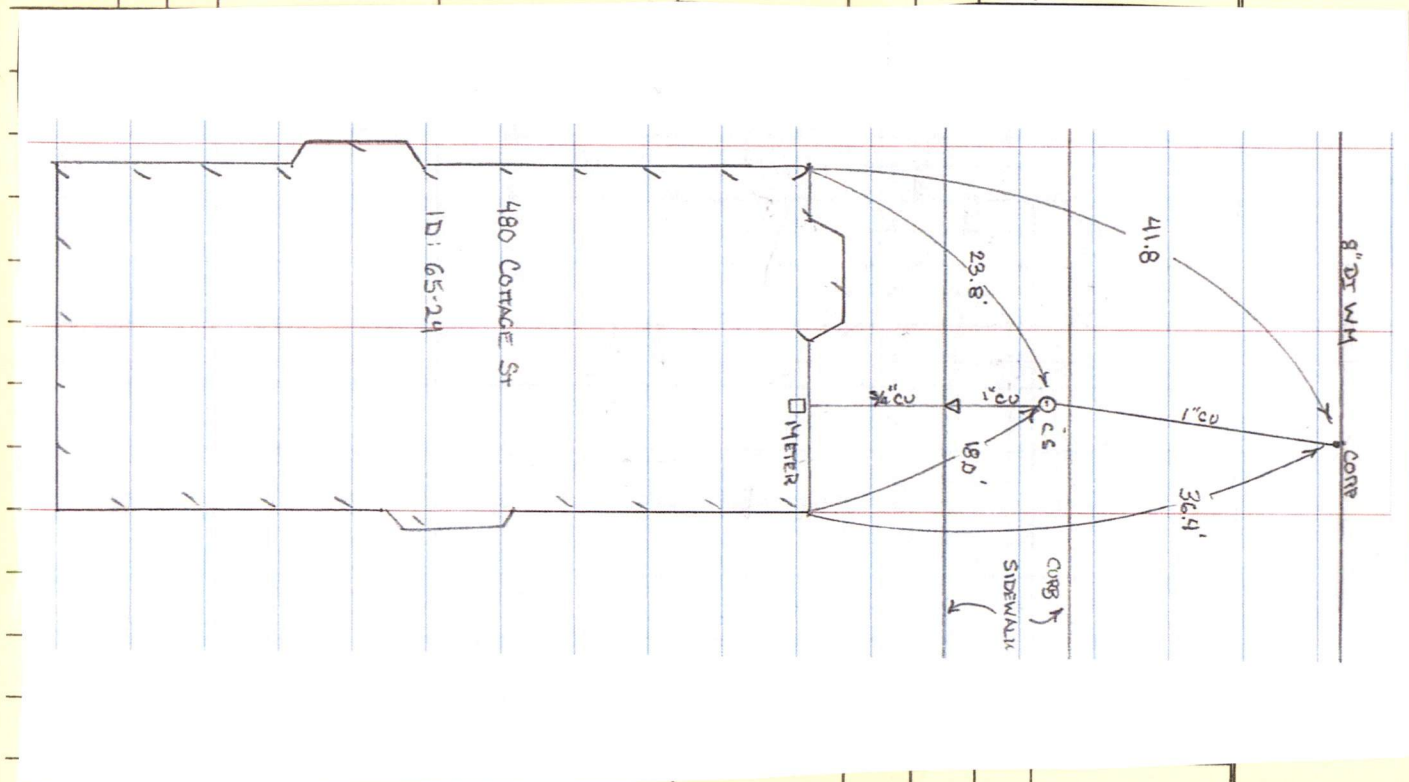 8" DI WM
CORP
41.8
1"CU
36.4'
CURB
SIDEWALK
23.8'
CS
1"CU
18.0'
3/4"CU
METER
480 COTTAGE ST
ID: 65-24